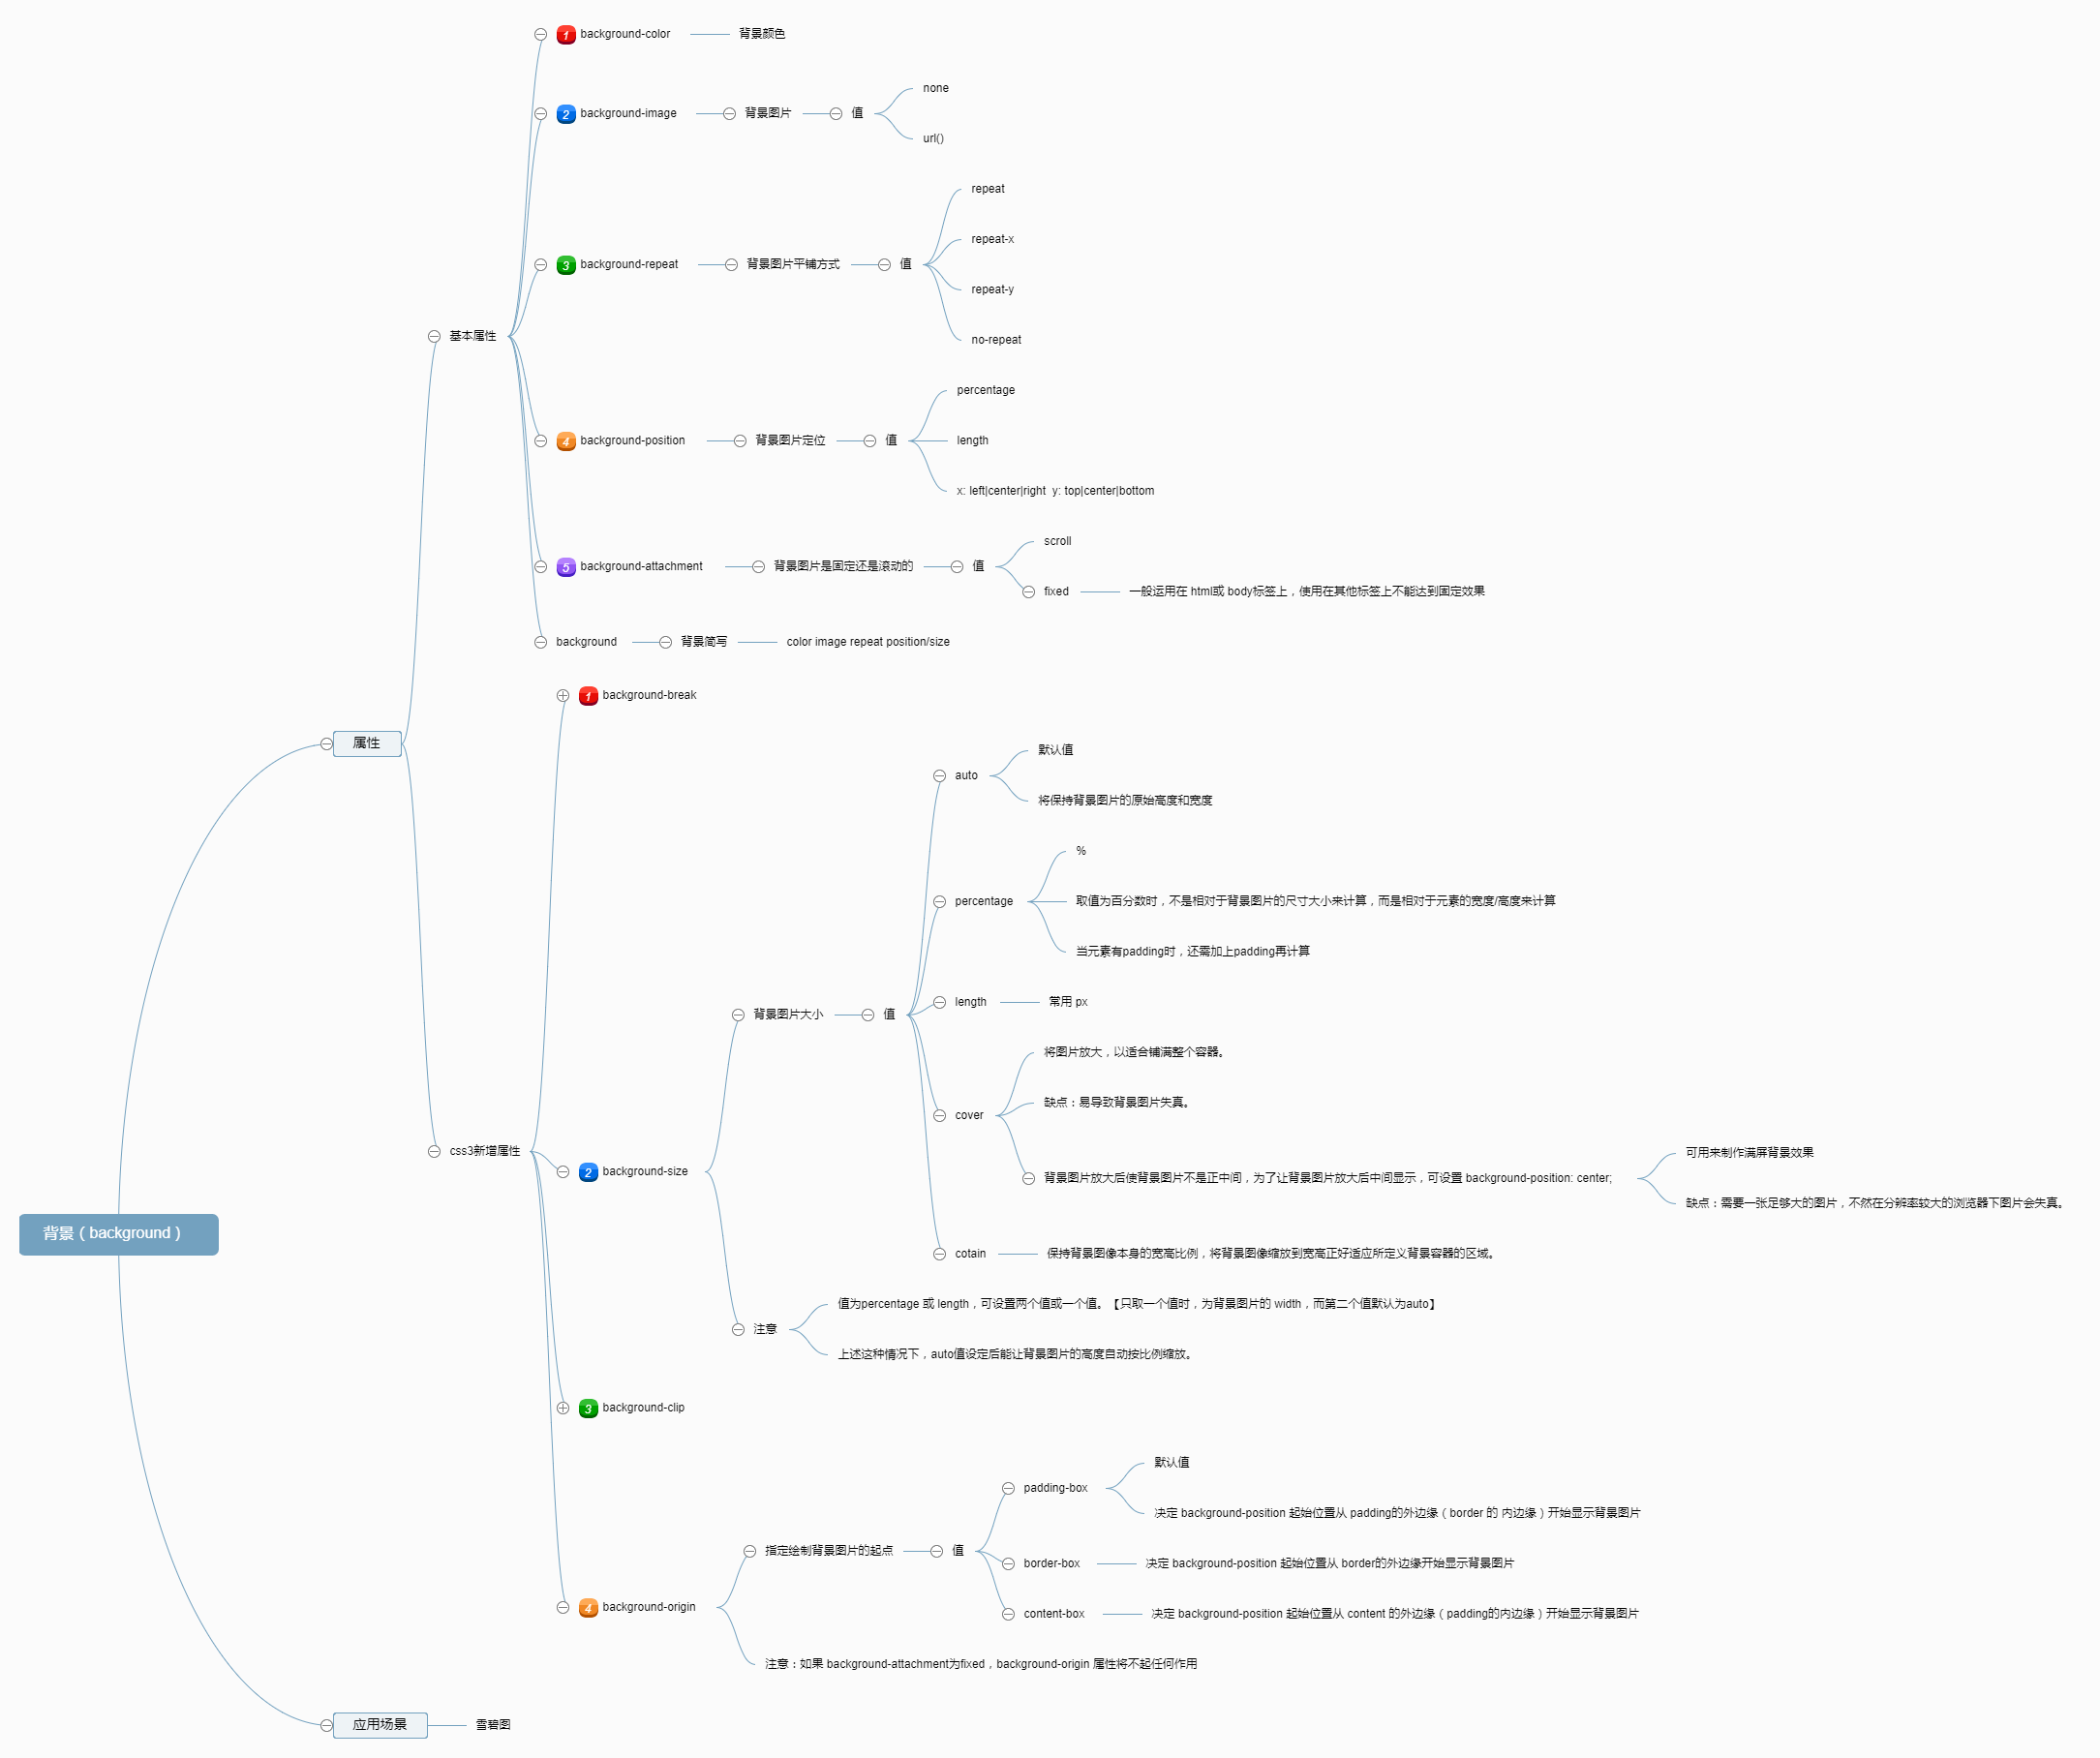 背景（background）
属性
基本属性
1 background-color
背景颜色
2 background-image
背景图片
值
none
url()
3 background-repeat
背景图片平铺方式
值
repeat
repeat-x
repeat-y
no-repeat
4 background-position
背景图片定位
值
percentage
length
x: left|center|right  y: top|center|bottom
5 background-attachment
背景图片是固定还是滚动的
值
scroll
fixed
一般运用在 html或 body标签上，使用在其他标签上不能达到固定效果
background
背景简写
color image repeat position/size
css3新增属性
1 background-break
2 background-size
背景图片大小
值
auto
默认值
将保持背景图片的原始高度和宽度
percentage
%
取值为百分数时，不是相对于背景图片的尺寸大小来计算，而是相对于元素的宽度/高度来计算
当元素有padding时，还需加上padding再计算
length
常用 px
cover
将图片放大，以适合铺满整个容器。
缺点：易导致背景图片失真。
背景图片放大后使背景图片不是正中间，为了让背景图片放大后中间显示，可设置 background-position: center;
可用来制作满屏背景效果
缺点：需要一张足够大的图片，不然在分辨率较大的浏览器下图片会失真。
cotain
保持背景图像本身的宽高比例，将背景图像缩放到宽高正好适应所定义背景容器的区域。
注意
值为percentage 或 length，可设置两个值或一个值。【只取一个值时，为背景图片的 width，而第二个值默认为auto】
上述这种情况下，auto值设定后能让背景图片的高度自动按比例缩放。
3 background-clip
4 background-origin
指定绘制背景图片的起点
值
padding-box
默认值
决定 background-position 起始位置从 padding的外边缘（border 的 内边缘）开始显示背景图片
border-box
决定 background-position 起始位置从 border的外边缘开始显示背景图片
content-box
决定 background-position 起始位置从 content 的外边缘（padding的内边缘）开始显示背景图片
注意：如果 background-attachment为fixed，background-origin 属性将不起任何作用
应用场景
雪碧图